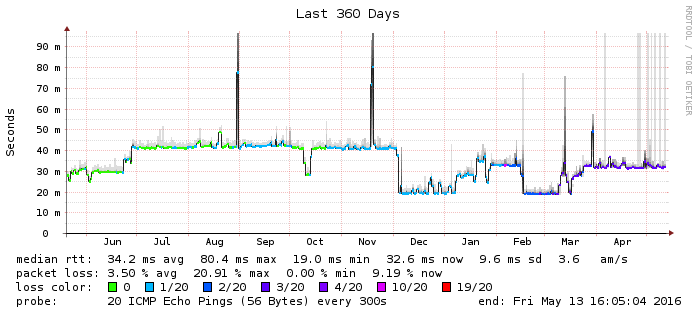 Last 360 Days
RRDTOOL / TOBI OETIKER
Seconds
90 m
80 m
70 m
60 m
50 m
40 m
30 m
20 m
10 m
0
Jun Jul Aug Sep Oct Nov Dec Jan Feb Mar Apr
median rtt: 34.2 ms avg 80.4 ms max 19.0 ms min 32.6 ms now 9.6 ms sd 3.6 am/s
packet loss: 3.50 % avg 20.91 % max 0.00 % min 9.19 % now
loss color: 0 1/20 2/20 3/20 4/20 10/20 19/20
probe: 20 ICMP Echo Pings (56 Bytes) every 300s end: Fri May 13 16:05:04 2016